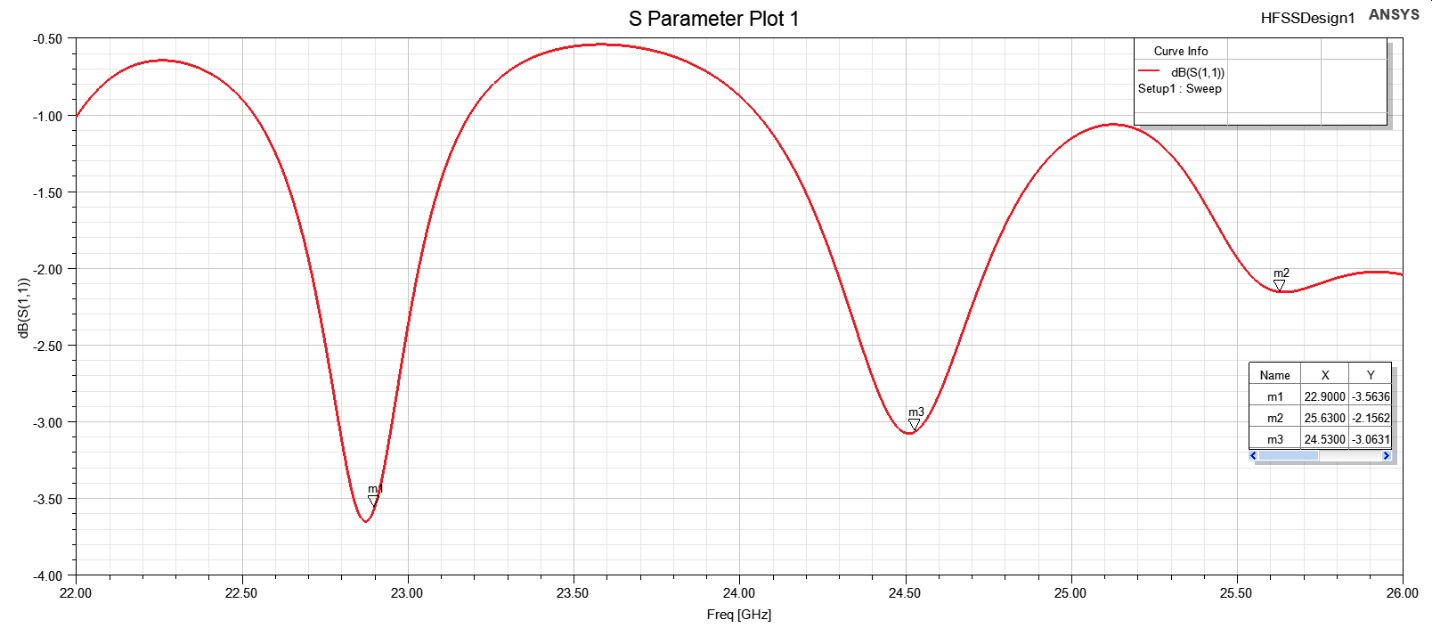 S Parameter Plot 1
HFSSDesign1 ANSYS
Curve Info
dB(S(1,1))
Setup1 : Sweep
-0.50
-1.00
-1.50
-2.00
-2.50
-3.00
-3.50
-4.00
dB(S(1,1))
m1
m3
m2
Name X Y
m1 22.9000 -3.5636
m2 25.6300 -2.1562
m3 24.5300 -3.0631
22.00 22.50 23.00 23.50 24.00 24.50 25.00 25.50 26.00
Freq [GHz]